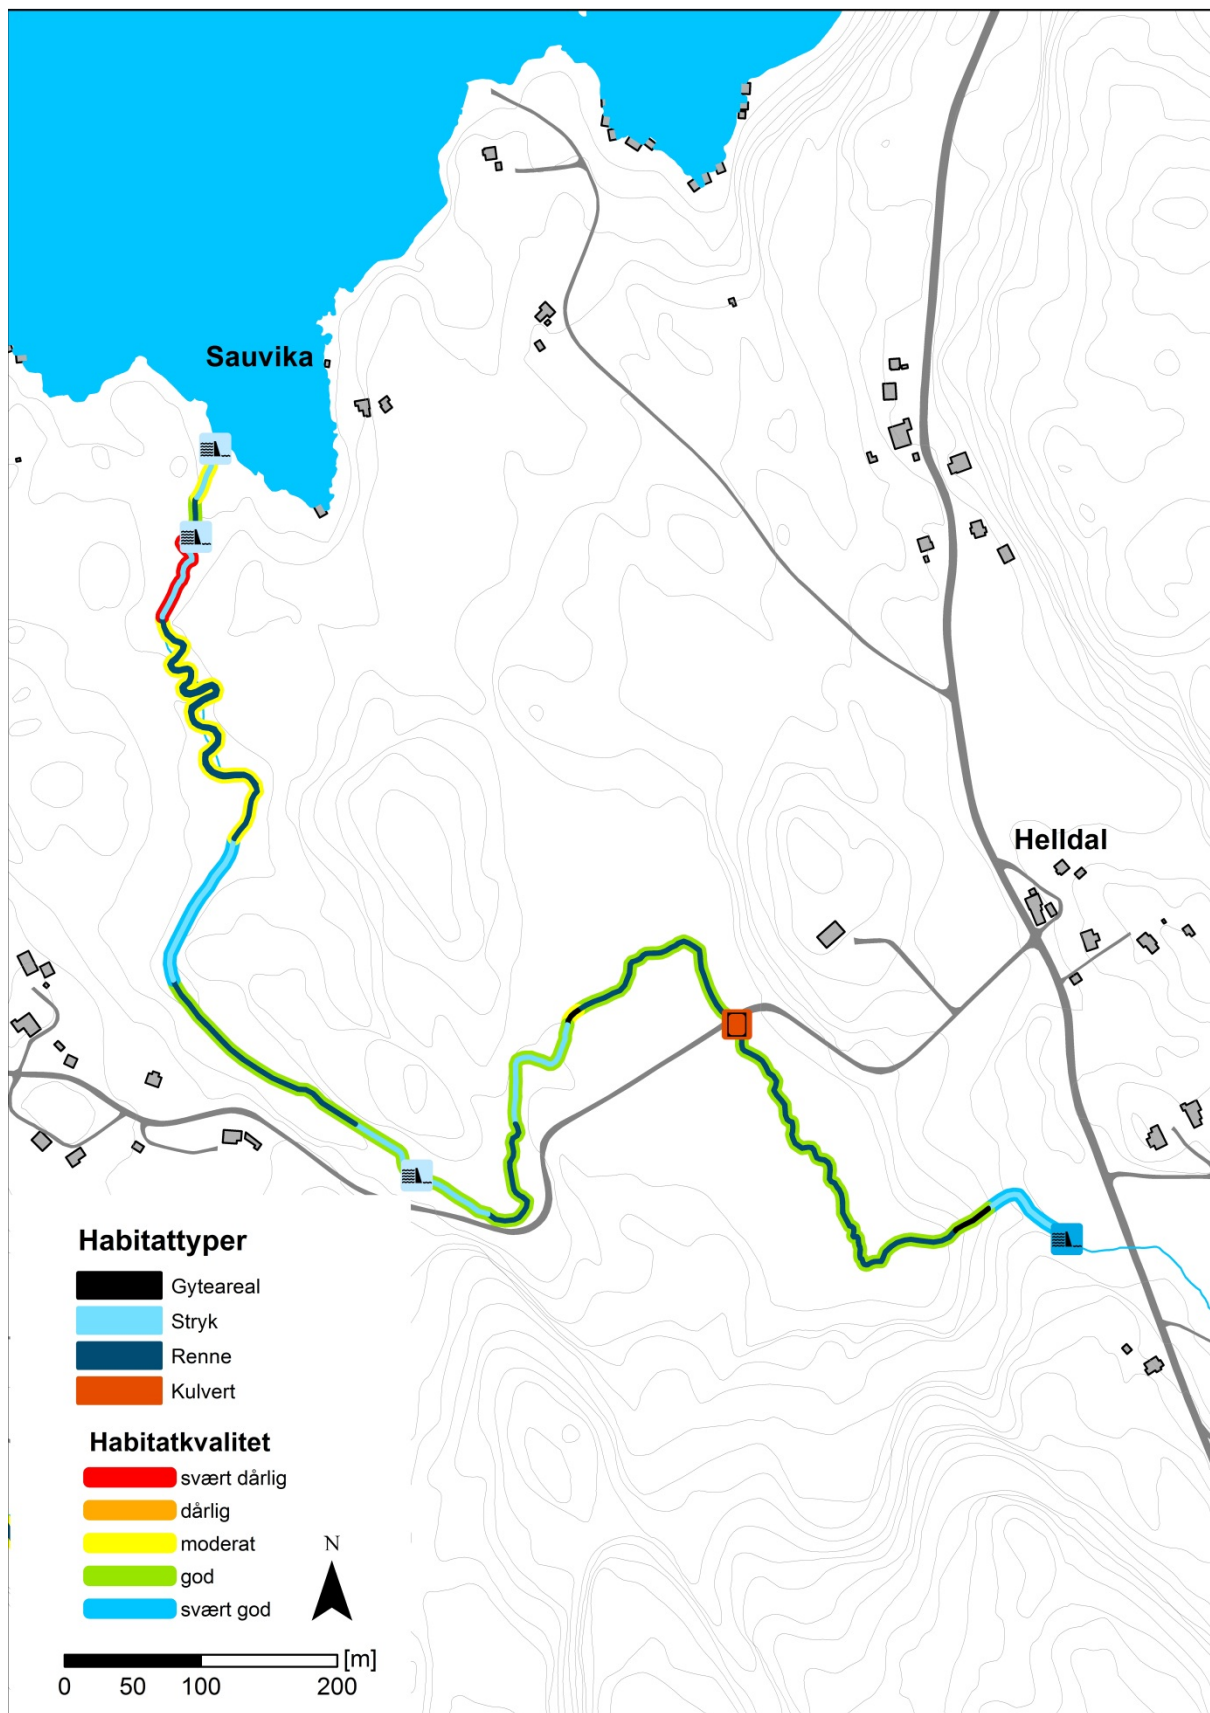 Sauvika
Helldal
Habitattyper
Gyteareal
Stryk
Renne
Kulvert
Habitatkvalitet
svært dårlig
dårlig
moderat
god
svært god
N
[m]
0 50 100 200